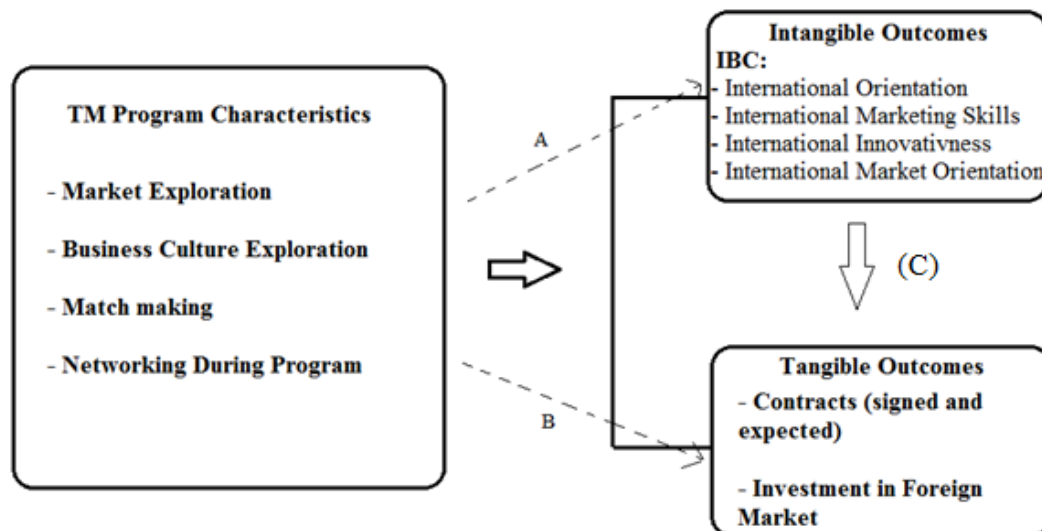 TM Program Characteristics
- Market Exploration
- Business Culture Exploration
- Match making
- Networking During Program
A
B
Intangible Outcomes
IBC:
- International Orientation
- International Marketing Skills
- International Innovativness
- International Market Orientation
(C)
Tangible Outcomes
- Contracts (signed and
expected)
- Investment in Foreign
Market